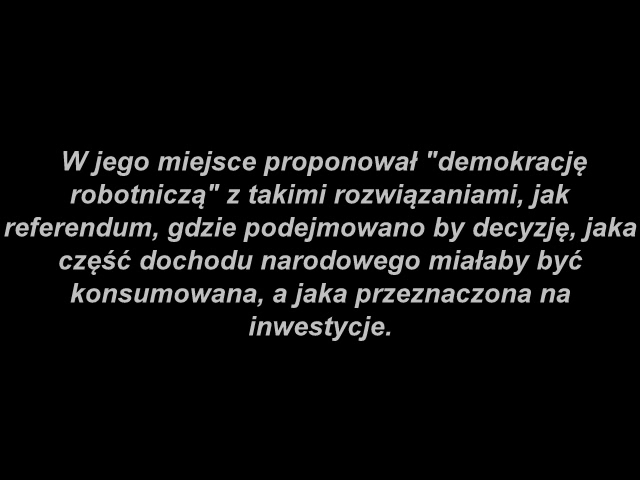 W jego miejsce proponował "demokrację
robotniczą" z takimi rozwiązaniami, jak
referendum, gdzie podejmowano by decyzję, jaka
część dochodu narodowego miałaby być
konsumowana, a jaka przeznaczona na
inwestycje.